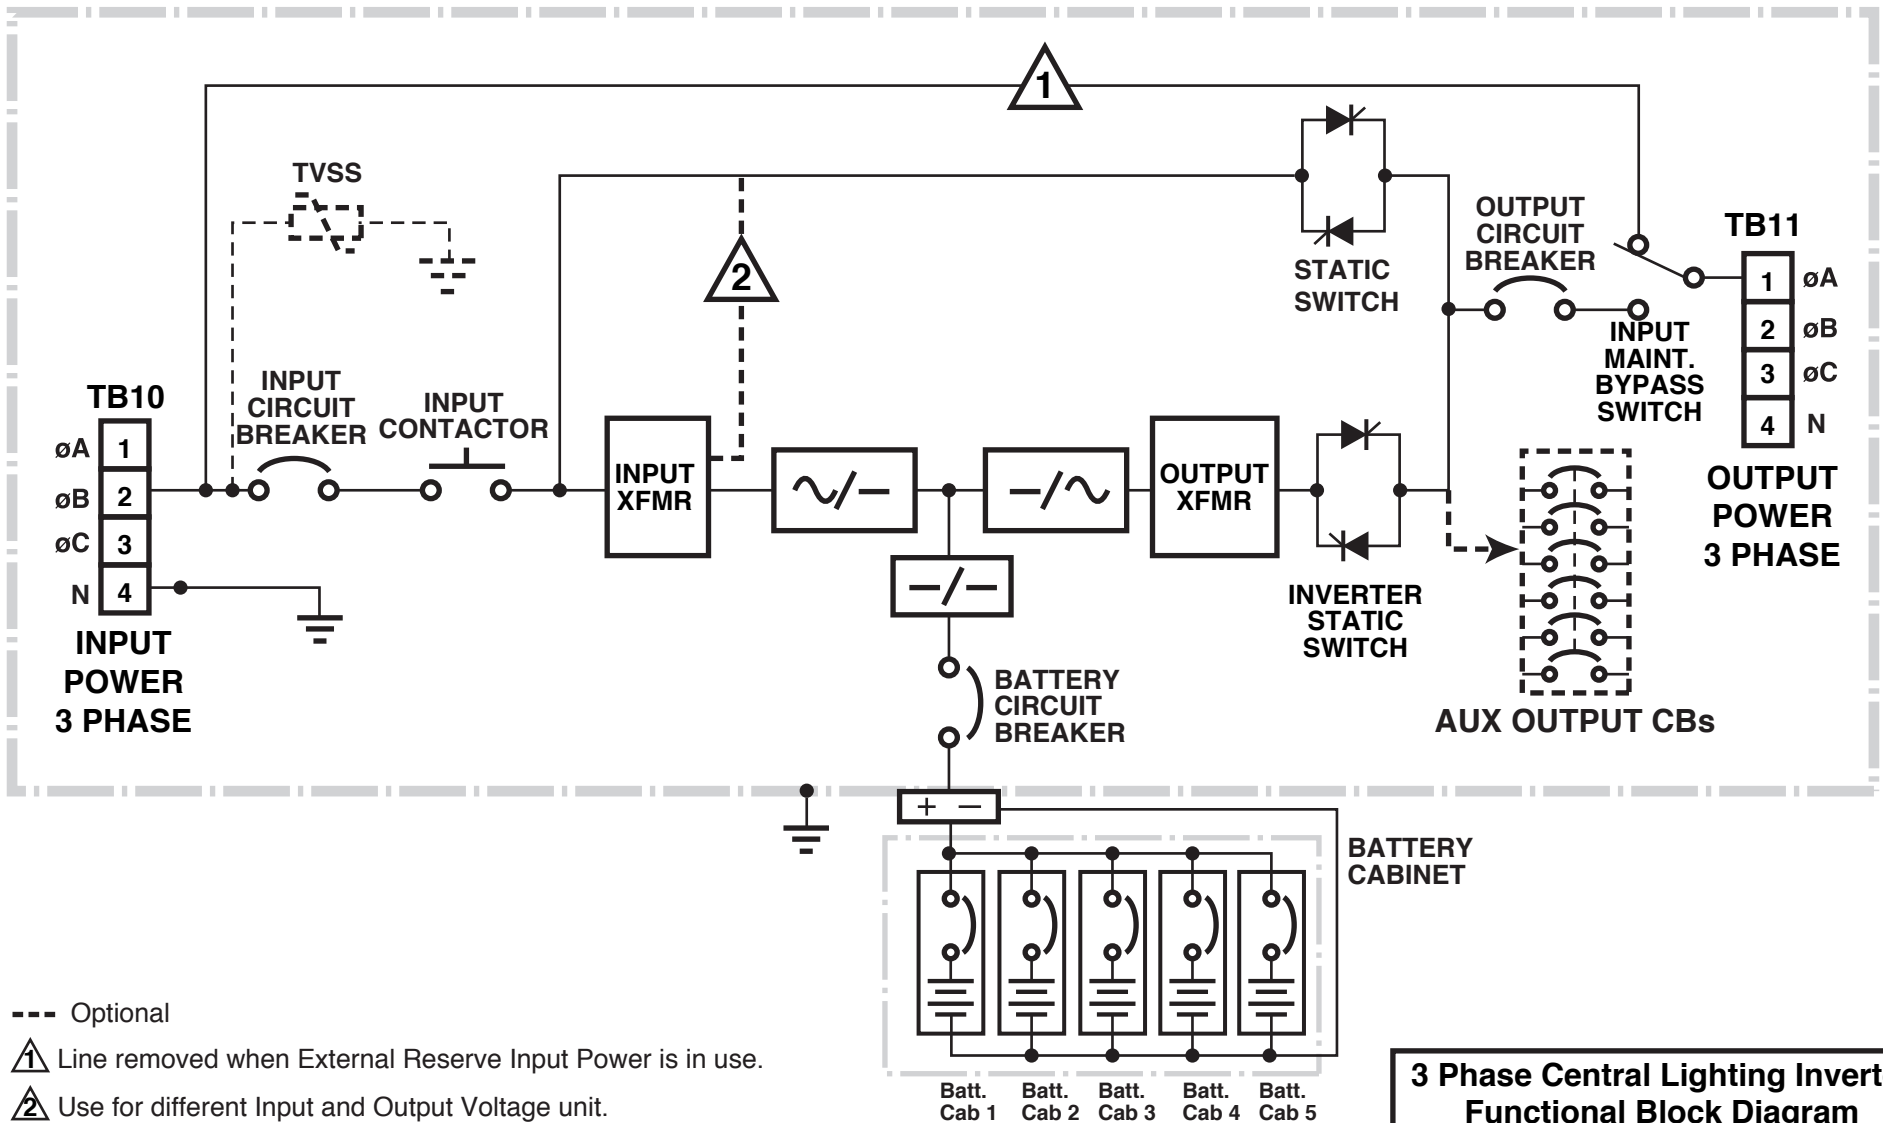 1
TVSS
2
STATIC
SWITCH
OUTPUT
CIRCUIT
BREAKER
TB11
1 øA
2 øB
3 øC
4 N
INPUT
MAINT.
BYPASS
SWITCH
OUTPUT
POWER
3 PHASE
TB10
øA 1
øB 2
øC 3
N 4
INPUT
POWER
3 PHASE
INPUT
CIRCUIT
BREAKER
INPUT
CONTACTOR
INPUT
XFMR
OUTPUT
XFMR
INVERTER
STATIC
SWITCH
AUX OUTPUT CBs
BATTERY
CIRCUIT
BREAKER
+ −
BATTERY
CABINET
Batt.
Cab 1
Batt.
Cab 2
Batt.
Cab 3
Batt.
Cab 4
Batt.
Cab 5
Optional
1 Line removed when External Reserve Input Power is in use.
2 Use for different Input and Output Voltage unit.
3 Phase Central Lighting Invert
Functional Block Diagram